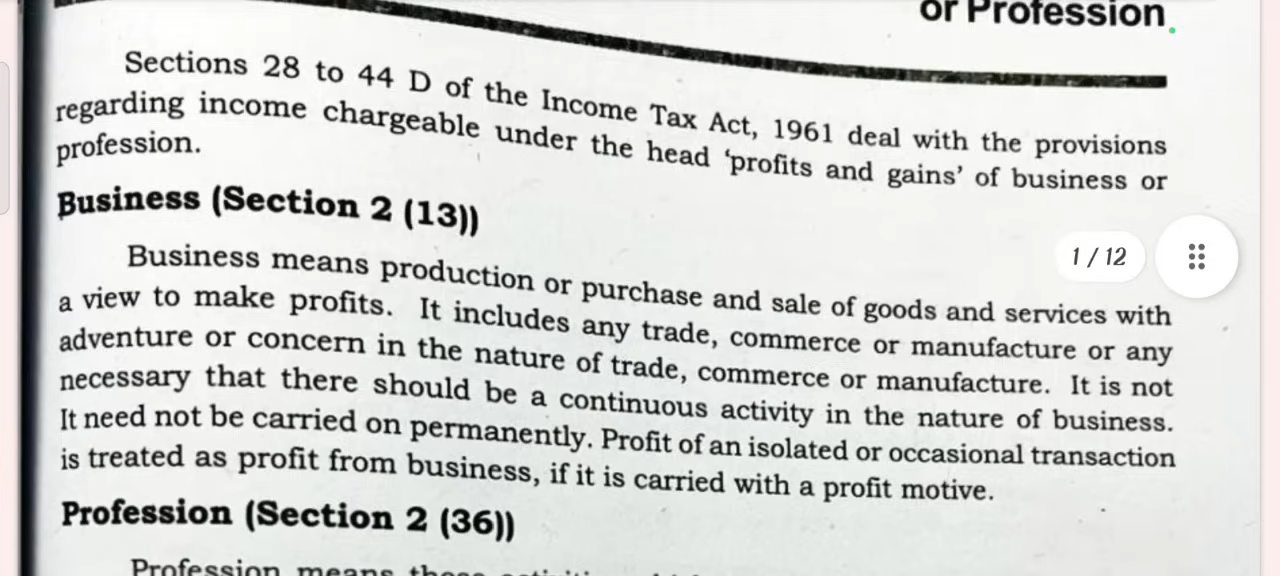 or Profession
Sections 28 to 44 D of the Income Tax Act, 1961 deal with the provisions
regarding income chargeable under the head ‘profits and gains’ of business or
profession.
Business (Section 2 (13))
Business means production or purchase and sale of goods and services with
a view to make profits. It includes any trade, commerce or manufacture or any
adventure or concern in the nature of trade, commerce or manufacture. It is not
necessary that there should be a continuous activity in the nature of business.
It need not be carried on permanently. Profit of an isolated or occasional transaction
is treated as profit from business, if it is carried with a profit motive.
Profession (Section 2 (36))
Profession means
1 / 12